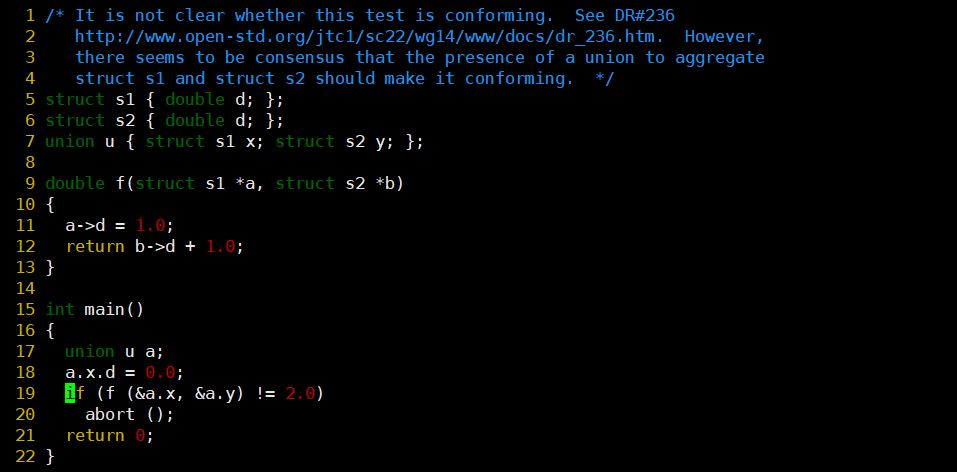 1 /* It is not clear whether this test is conforming.  See DR#236
2    http://www.open-std.org/jtc1/sc22/wg14/www/docs/dr_236.htm.  However,
3    there seems to be consensus that the presence of a union to aggregate
4    struct s1 and struct s2 should make it conforming.  */
5 struct s1 { double d; };
6 struct s2 { double d; };
7 union u { struct s1 x; struct s2 y; };
8
9 double f(struct s1 *a, struct s2 *b)
10 {
11   a->d = 1.0;
12   return b->d + 1.0;
13 }
14
15 int main()
16 {
17   union u a;
18   a.x.d = 0.0;
19   if (f (&a.x, &a.y) != 2.0)
20     abort ();
21   return 0;
22 }